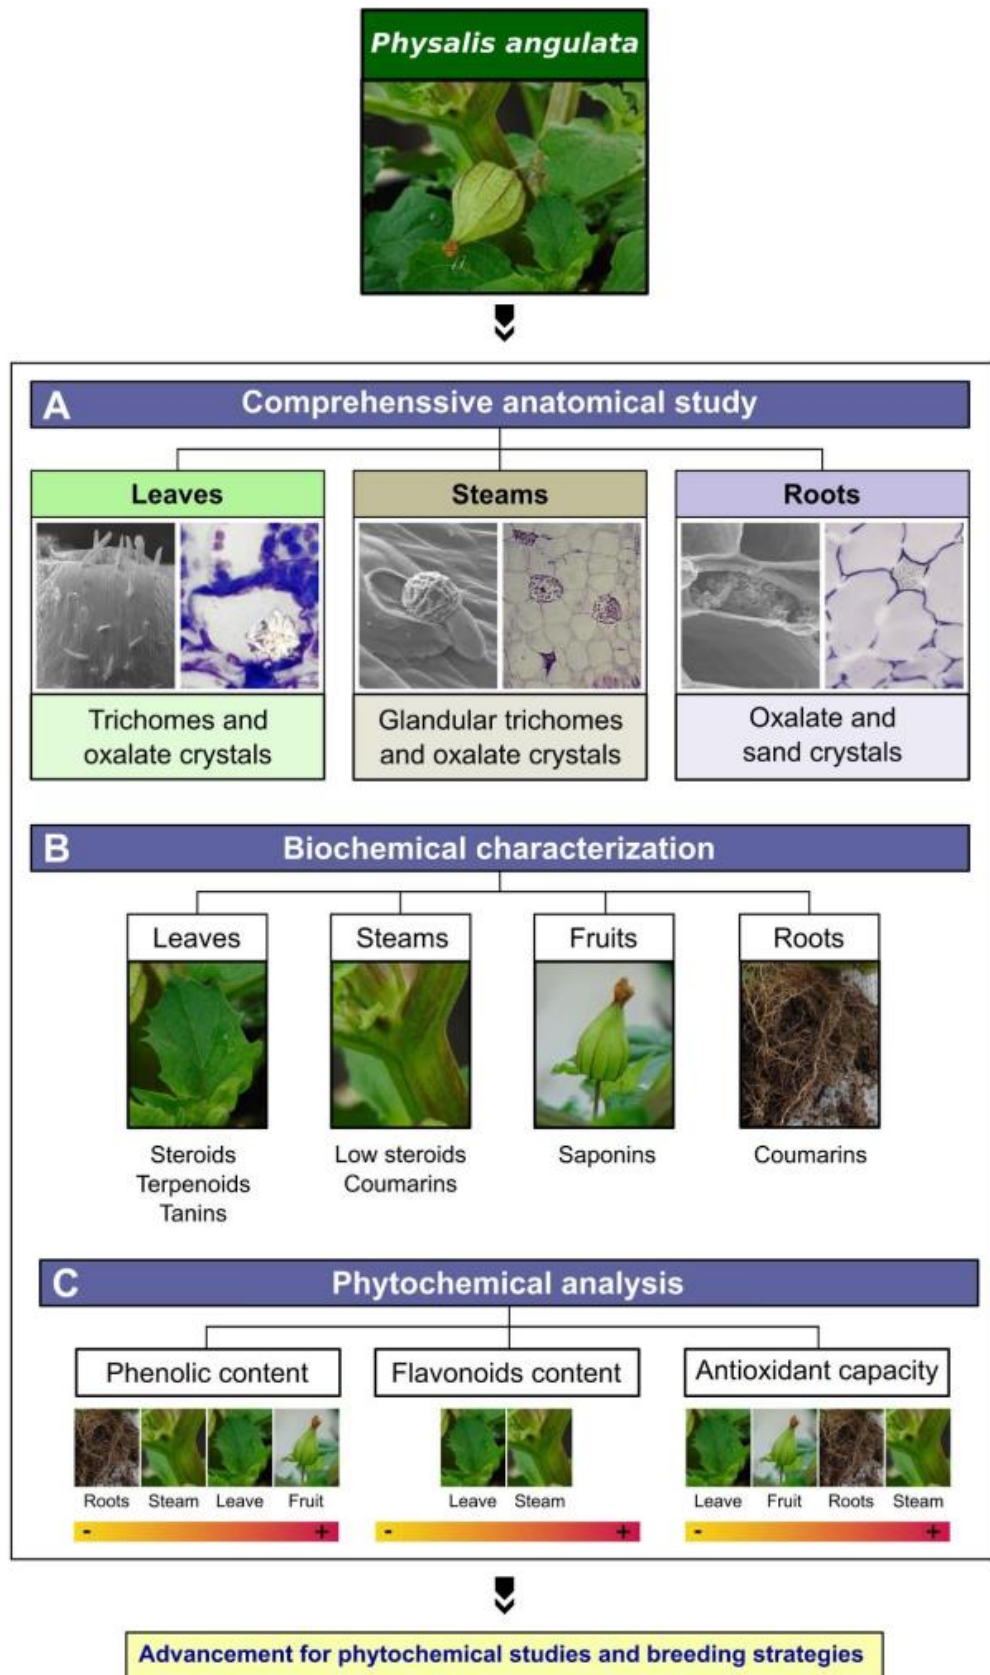 Physalis angulata
A
Comprehenssive anatomical study
Leaves
Steams
Roots
Trichomes and
oxalate crystals
Glandular trichomes
and oxalate crystals
Oxalate and
sand crystals
B
Biochemical characterization
Leaves
Steams
Fruits
Roots
Steroids
Terpenoids
Tanins
Low steroids
Coumarins
Saponins
Coumarins
C
Phytochemical analysis
Phenolic content
Flavonoids content
Antioxidant capacity
Roots Steam Leave Fruit
- +
Leave Steam
- +
Leave Fruit Roots Steam
- +
Advancement for phytochemical studies and breeding strategies